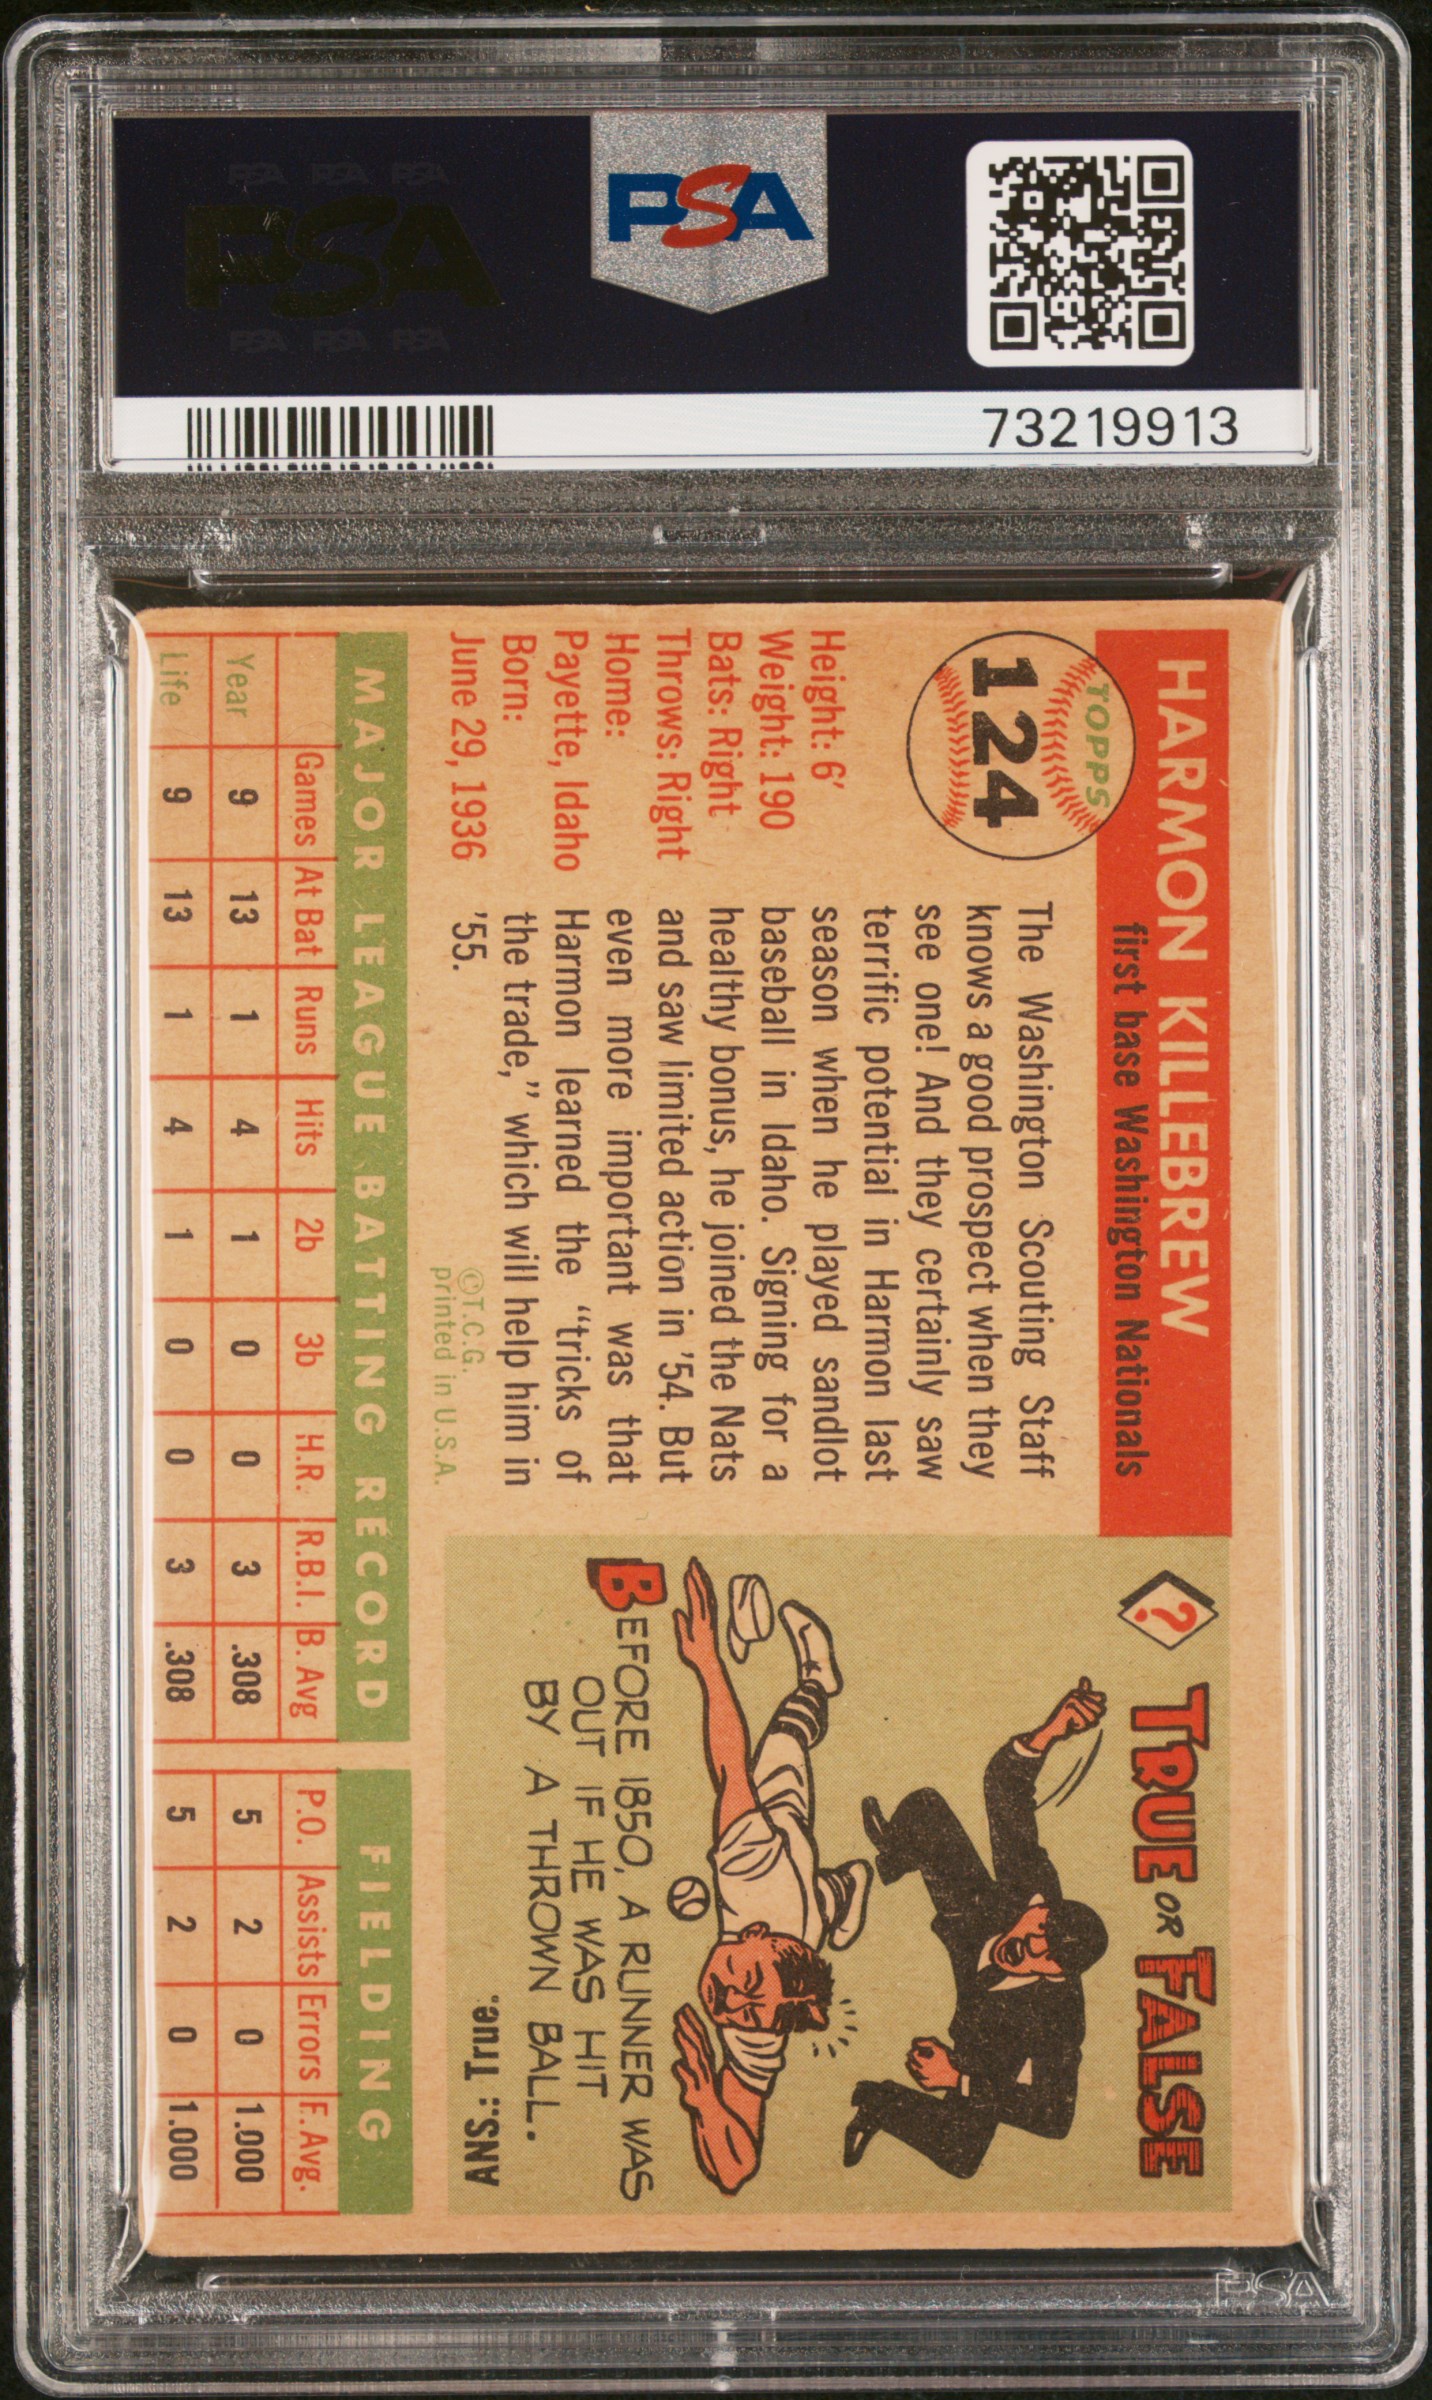 PSA PSA PSA
PSA
PSA PSA PSA
PSA
73219913
HARMON KILLEBREW
first base Washington Nationals
TOPPS
124
Height: 6'
Weight: 190
Bats: Right
Throws: Right
Home:
Payette, Idaho
Born:
June 29, 1936
The Washington Scouting Staff
knows a good prospect when they
see one! And they certainly saw
terrific potential in Harmon last
season when he played sandlot
baseball in Idaho. Signing for a
healthy bonus, he joined the Nats
and saw limited action in '54. But
even more important was that
Harmon learned the "tricks of
the trade," which will help him in
'55.
©T.C.G.
printed in U.S.A.
? TRUE OR FALSE
BEFORE 1850, A RUNNER WAS
OUT IF HE WAS HIT
BY A THROWN BALL.
ANS: True.
MAJOR LEAGUE BATTING RECORD FIELDING
Games At Bat Runs Hits 2b 3b H.R. R.B.I. B. Avg P.O. Assists Errors F. Avg.
Year 9 13 1 4 1 0 0 3 .308 5 2 0 1.000
Life 9 13 1 4 1 0 0 3 .308 5 2 0 1.000
PSA